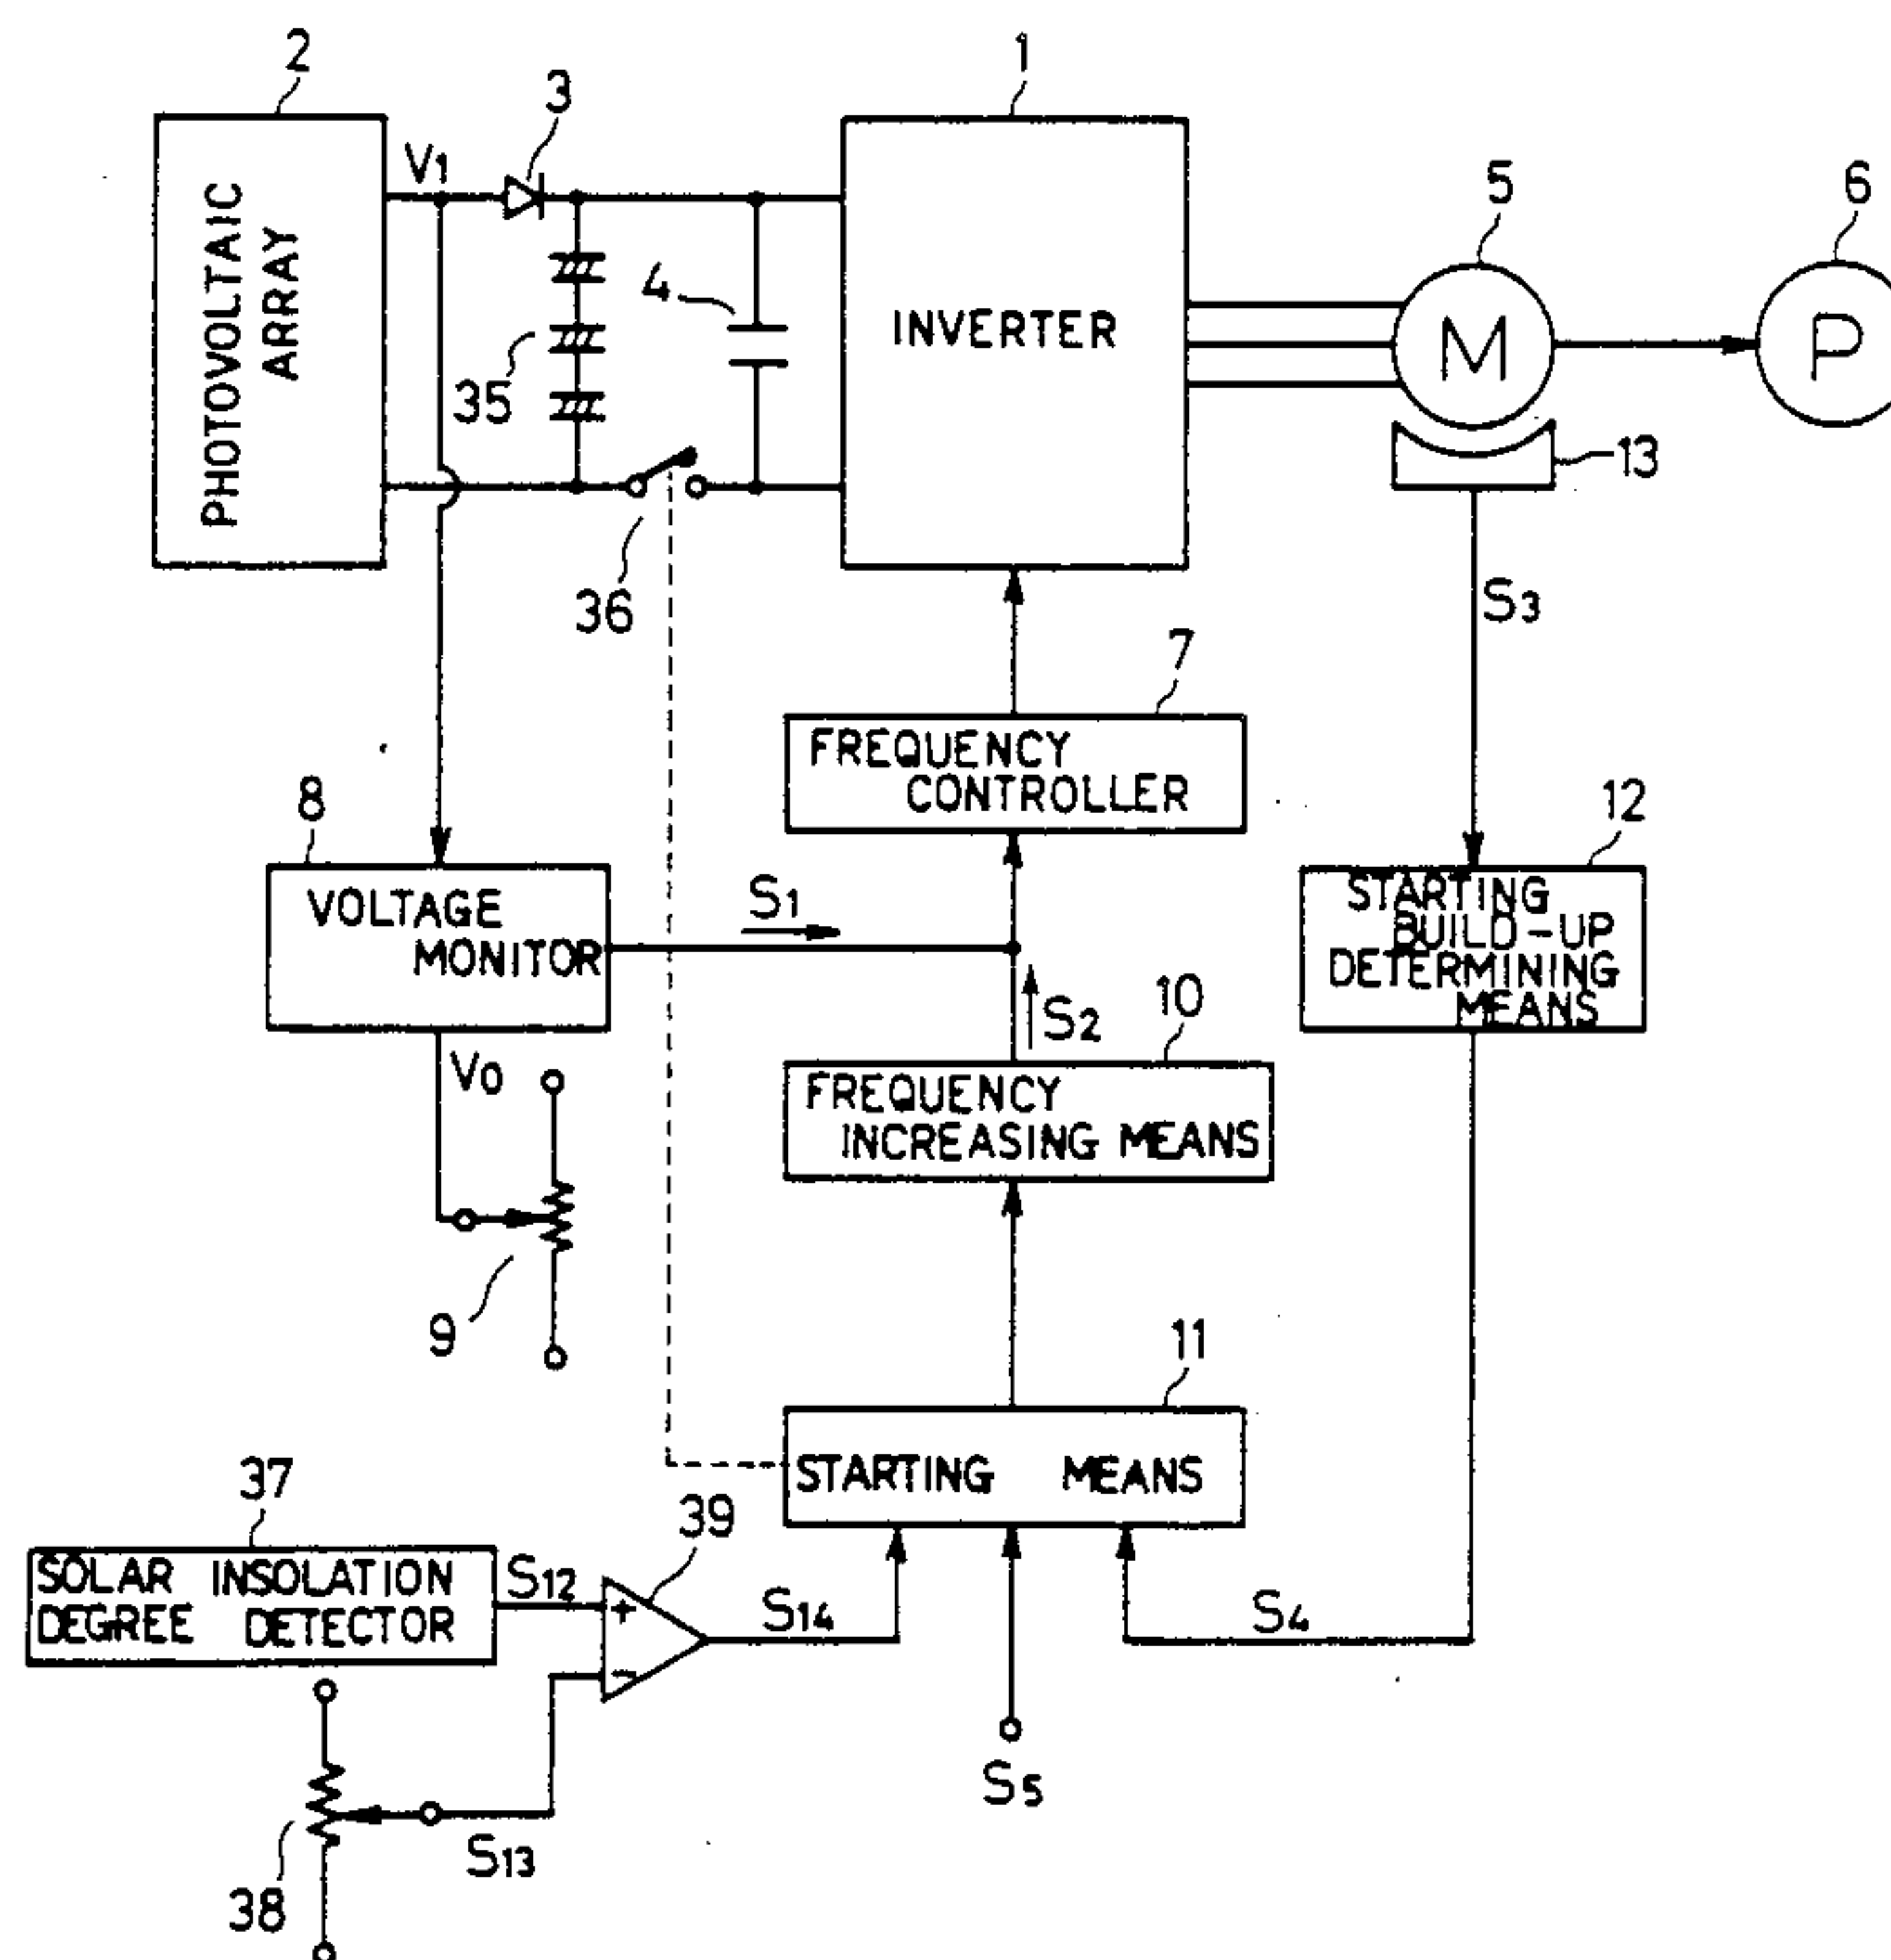 2
1
3
V1
5
6
PHOTOVOLTAIC
ARRAY
4
INVERTER
M
P
35
13
36
S3
7
FREQUENCY
CONTROLLER
8
12
VOLTAGE
MONITOR
S1
STARTING
BUILD-UP
DETERMINING
MEANS
10
S2
V0
FREQUENCY
INCREASING MEANS
9
11
37
39
STARTING MEANS
SOLAR INSOLATION
DEGREE DETECTOR
S12
+
−
S14
S4
S5
S13
38